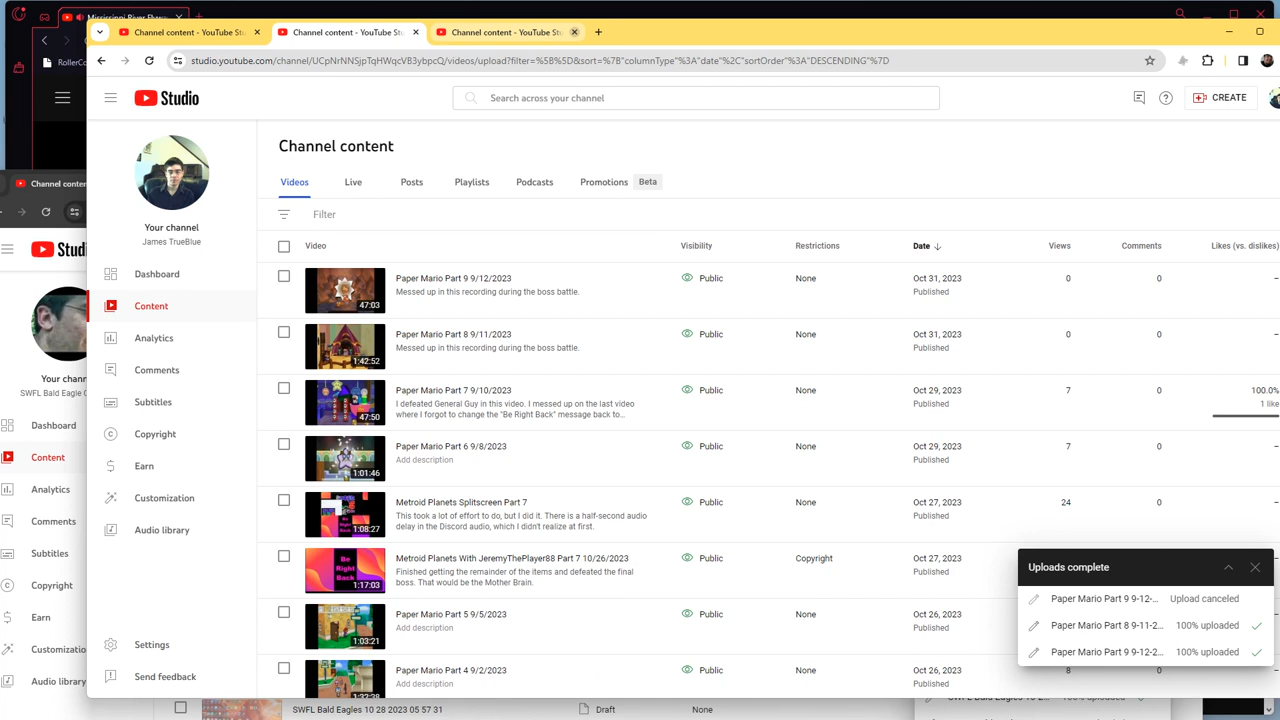 Mississippi River Flyw
RollerCo
Channel content - YouTube Stu
Channel content - YouTube Stu
Channel content - YouTube Stu
studio.youtube.com/channel/UCpNrNNSjpTqHWqcVB3ybpcQ/videos/upload?filter=%5B%5D&sort=%7B"columnType"%3A"date"%2C"sortOrder"%3A"DESCENDING"%7D
Studio
Search across your channel
CREATE
Your channel
James TrueBlue
Dashboard
Content
Analytics
Comments
Subtitles
Copyright
Earn
Customization
Audio library
Settings
Send feedback
Channel content
Videos Live Posts Playlists Podcasts Promotions Beta
Filter
Video Visibility Restrictions Date Views Comments Likes (vs. dislikes)
47:03
Paper Mario Part 9 9/12/2023 Public None Oct 31, 2023 0 0 –
Messed up in this recording during the boss battle. Published
1:42:52
Paper Mario Part 8 9/11/2023 Public None Oct 31, 2023 0 0 –
Messed up in this recording during the boss battle. Published
47:50
Paper Mario Part 7 9/10/2023 Public None Oct 29, 2023 7 0 100.0%
I defeated General Guy in this video. I messed up on the last video Published 1 like
where I forgot to change the "Be Right Back" message back to…
1:01:46
Paper Mario Part 6 9/8/2023 Public None Oct 29, 2023 7 0 –
Add description Published
1:08:27
Metroid Planets Splitscreen Part 7 Public None Oct 27, 2023 24 0 –
This took a lot of effort to do, but I did it. There is a half-second audio Published
delay in the Discord audio, which I didn't realize at first.
Be
Right
Back
1:17:03
Metroid Planets With JeremyThePlayer88 Part 7 10/26/2023 Public Copyright Oct 27, 2023
Finished getting the remainder of the items and defeated the final Published
boss. That would be the Mother Brain.
1:03:21
Paper Mario Part 5 9/5/2023 Public None Oct 26, 2023
Add description Published
1:32:38
Paper Mario Part 4 9/2/2023 Public None Oct 26, 2023 8 0
Published
Uploads complete
Paper Mario Part 9 9-12-... Upload canceled
Paper Mario Part 8 9-11-2... 100% uploaded
Paper Mario Part 9 9-12-2... 100% uploaded
Channel conten
Studi
Your chann
SWFL Bald Eagle C
Dashboard
Content
Analytics
Comments
Subtitles
Copyright
Earn
Customizatio
Audio library
SWFL Bald Eagles 10 28 2023 05 57 31 Draft None